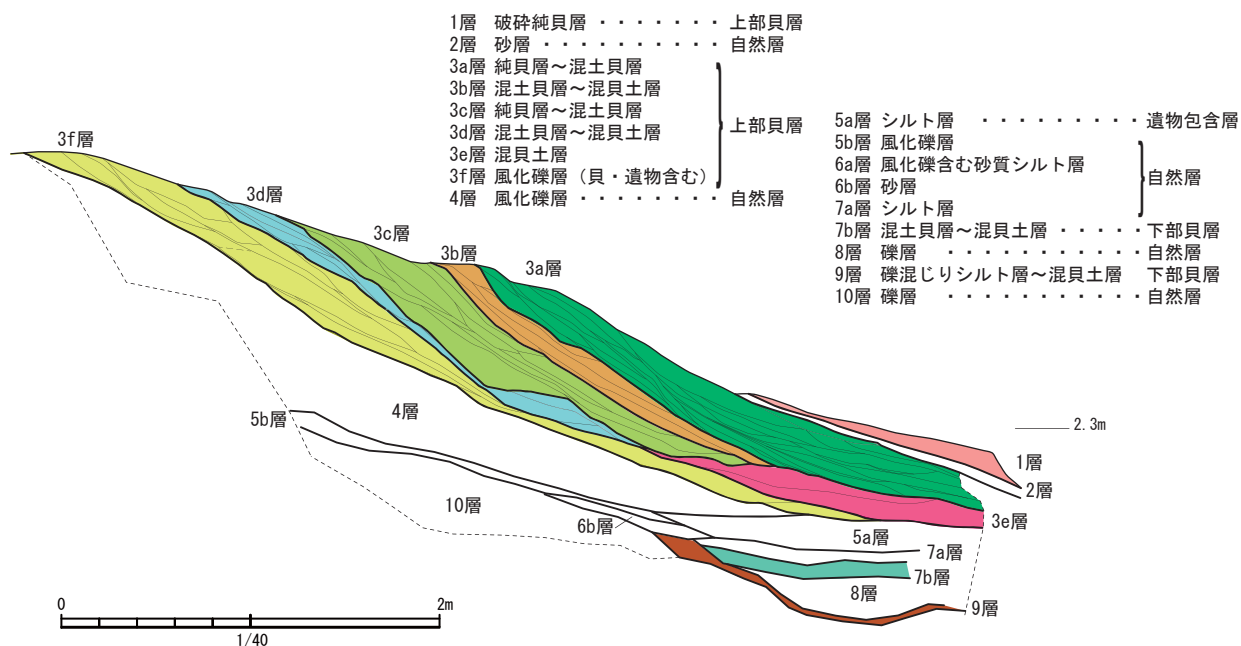 1層 破砕純貝層 ・・・・・・・ 上部貝層
2層 砂層 ・・・・・・・・・・ 自然層
3a層 純貝層～混土貝層
3b層 混土貝層～混貝土層
3c層 純貝層～混土貝層
3d層 混土貝層～混貝土層
3e層 混貝土層
3f層 風化礫層（貝・遺物含む）
上部貝層
4層 風化礫層 ・・・・・・・・ 自然層
5a層 シルト層 ・・・・・・・・・ 遺物包含層
5b層 風化礫層
6a層 風化礫含む砂質シルト層
6b層 砂層
7a層 シルト層
自然層
7b層 混土貝層～混貝土層 ・・・・・ 下部貝層
8層 礫層 ・・・・・・・・・・・ 自然層
9層 礫混じりシルト層～混貝土層 下部貝層
10層 礫層 ・・・・・・・・・・・ 自然層
3f層
3d層
3c層
3b層
3a層
2.3m
4層
5b層
1層
2層
10層
6b層
3e層
5a層
7a層
7b層
8層
9層
0
2m
1/40